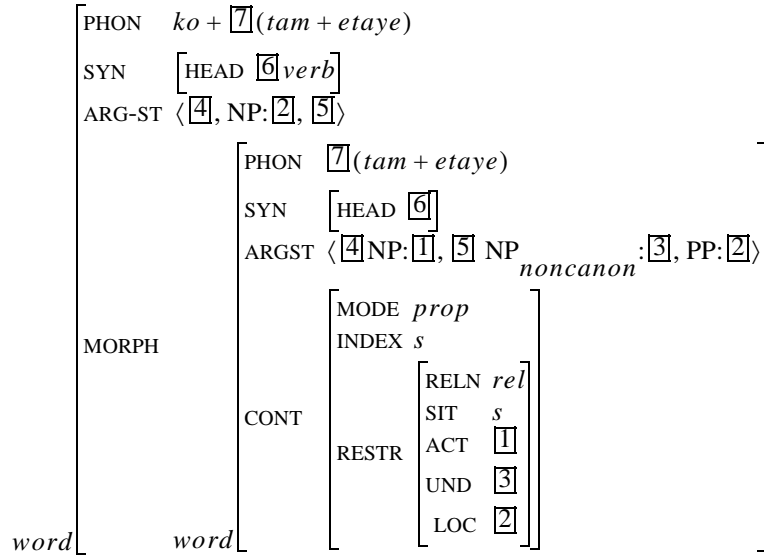 PHON ko + 7 (tam + etaye)
SYN [HEAD 6 verb]
ARG-ST ⟨ 4 , NP: 2 , 5 ⟩
PHON 7 (tam + etaye)
SYN [HEAD 6 ]
ARGST ⟨ 4 NP: 1 , 5 NP noncanon : 3 , PP: 2 ⟩
MODE prop
INDEX s
MORPH
RELN rel
SIT s
CONT
ACT 1
RESTR
UND 3
LOC 2
word word